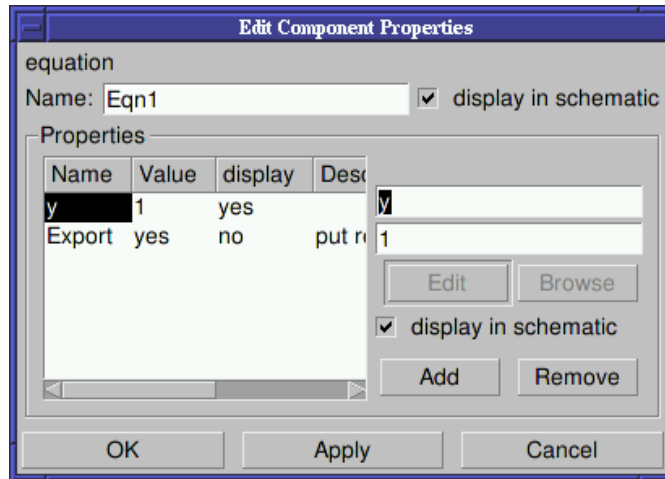 Edit Component Properties
equation
Name: Eqn1 display in schematic
Properties
Name Value display
y 1 yes
Export yes no put
y
1
Edit Browse
display in schematic
Add Remove
OK Apply Cancel